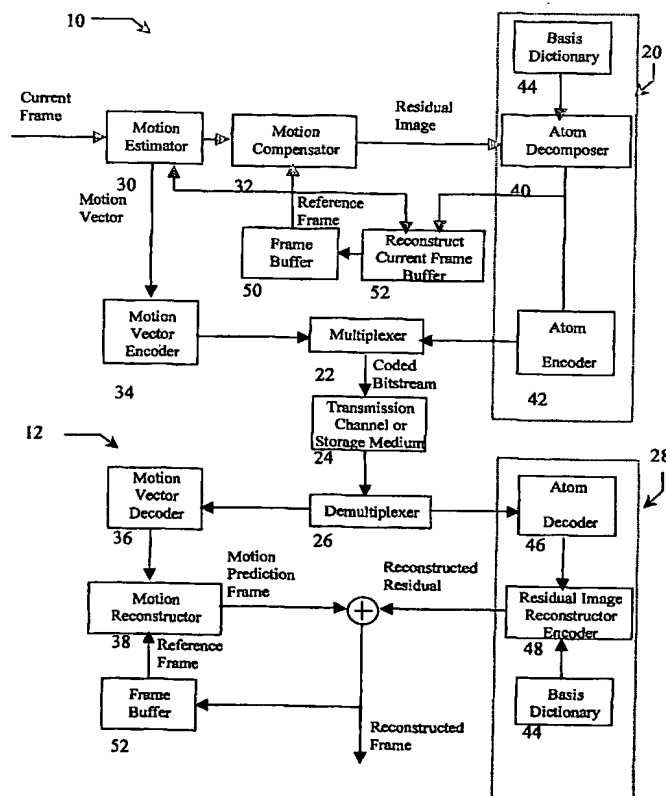 10
Basis
Dictionary
44
20
Current
Frame
Motion
Estimator
30
Motion
Compensator
32
Residual
Image
Atom
Decomposer
40
Motion
Vector
Reference
Frame
Frame
Buffer
50
Reconstruct
Current Frame
Buffer
52
Motion
Vector
Encoder
34
Multiplexer
22
Coded
Bitstream
Atom
Encoder
42
Transmission
Channel or
Storage Medium
24
12
28
Motion
Vector
Decoder
36
Demultiplexer
26
Atom
Decoder
46
Motion
Prediction
Frame
Reconstructed
Residual
Motion
Reconstructor
38
Reference
Frame
+
Residual Image
Reconstructor
Encoder
48
Frame
Buffer
52
Basis
Dictionary
44
Reconstructed
Frame